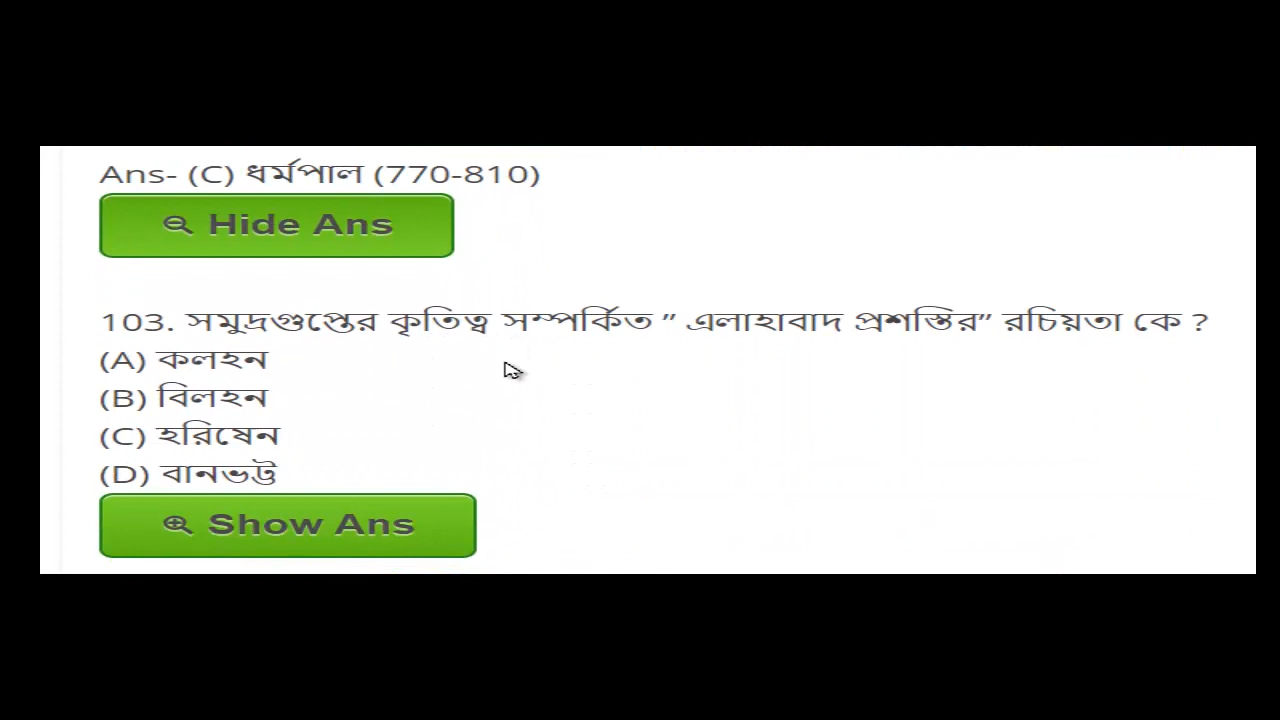 Ans- (C) ধর্মপাল (770-810)
Hide Ans
103. সমুদ্রগুপ্তের কৃতিত্ব সম্পর্কিত ” এলাহাবাদ প্রশস্তির” রচিয়তা কে ?
(A) কলহন
(B) বিলহন
(C) হরিষেন
(D) বানভট্ট
Show Ans